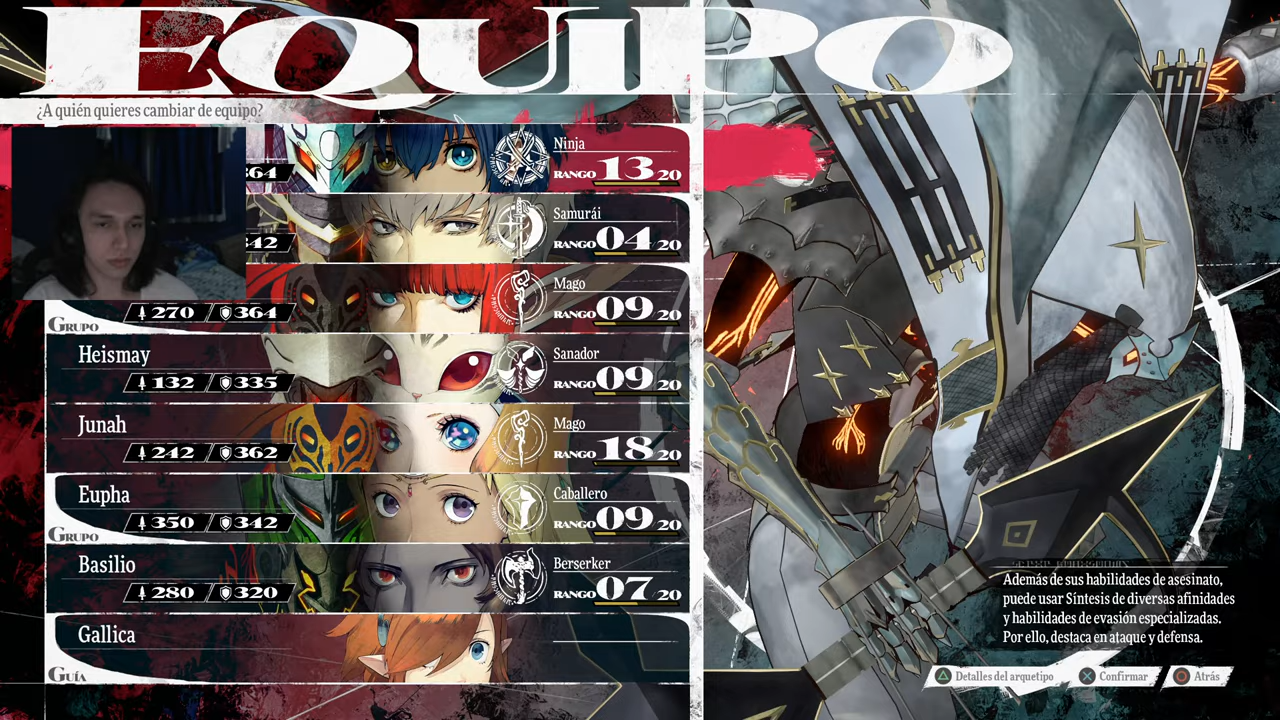 EQUIPO
¿A quién quieres cambiar de equipo?
Ninja
364
RANGO 13/20
Samurái
342
RANGO 04/20
Mago
270 364
RANGO 09/20
GRUPO
Heismay
Sanador
132 335
RANGO 09/20
Junah
Mago
242 362
RANGO 18/20
Eupha
Caballero
350 342
RANGO 09/20
GRUPO
Basilio
Berserker
280 320
RANGO 07/20
Gallica
GUÍA
Además de sus habilidades de asesinato,
puede usar Síntesis de diversas afinidades
y habilidades de evasión especializadas.
Por ello, destaca en ataque y defensa.
Detalles del arquetipo Confirmar Atrás